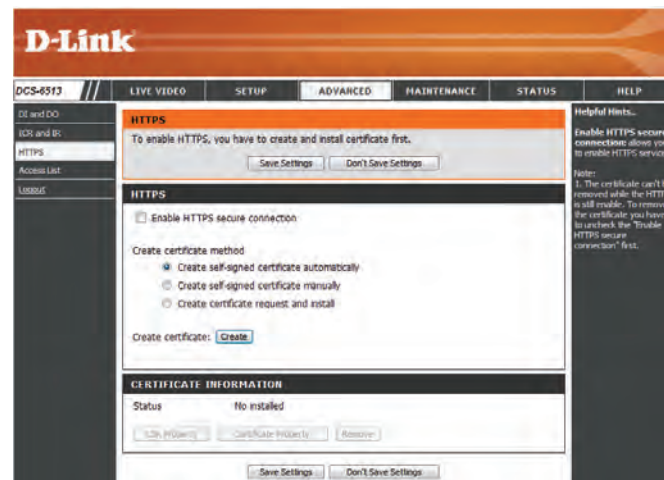 D-Link
DCS-6513
LIVE VIDEO
SETUP
ADVANCED
MAINTENANCE
STATUS
HELP
DI and DO
ICR and IR
HTTPS
Access List
Logout
HTTPS
To enable HTTPS, you have to create and install certificate first.
Save Settings
Don't Save Settings
HTTPS
Enable HTTPS secure connection
Create certificate method
Create self-signed certificate automatically
Create self-signed certificate manually
Create certificate request and install
Create certificate:
Create
CERTIFICATE INFORMATION
Status
No installed
Certificate Property
Remove
Save Settings
Don't Save Settings
Helpful Hints..
Enable HTTPS secure
connection: allows you
to enable HTTPS service
Note:
1. The certificate can't b
removed while the HTTP
is still enable. To remove
the certificate you have
to uncheck the "Enable
HTTPS secure
connection" first.